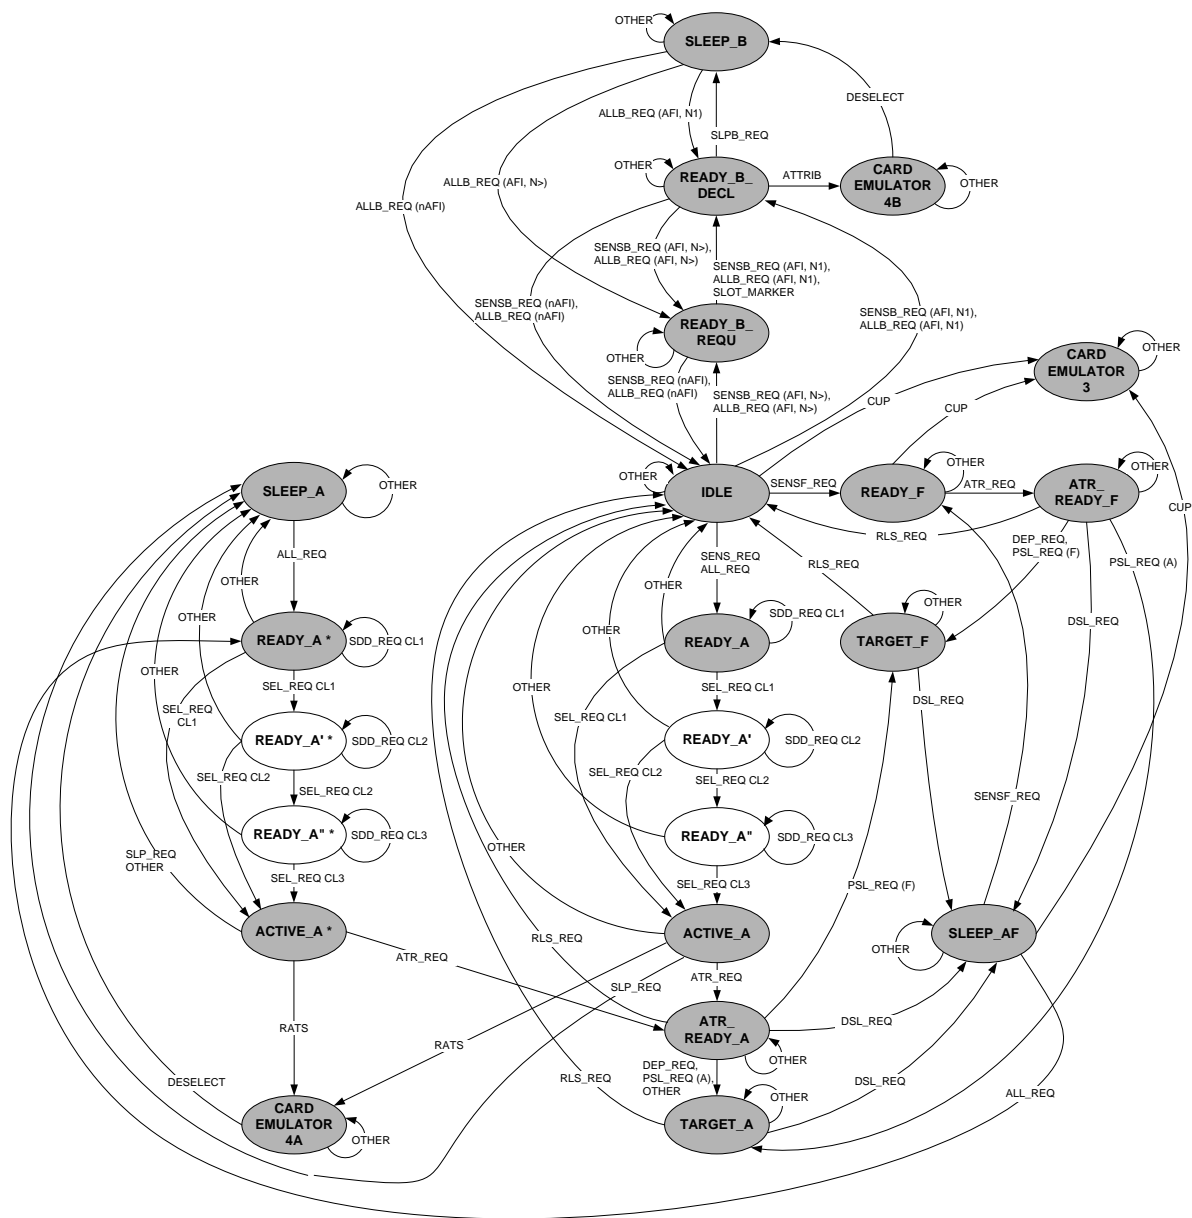 OTHER
SLEEP_B
DESELECT
ALLB_REQ (AFI, N1)
SLPB_REQ
OTHER
READY_B_
DECL
ATTRIB
CARD
EMULATOR
4B
OTHER
ALLB_REQ (AFI, N>)
ALLB_REQ (nAFI)
SENSB_REQ (AFI, N>),
ALLB_REQ (AFI, N>)
SENSB_REQ (AFI, N1),
ALLB_REQ (AFI, N1),
SLOT_MARKER
SENSB_REQ (nAFI),
ALLB_REQ (nAFI)
READY_B_
REQU
OTHER
SENSB_REQ (AFI, N1),
ALLB_REQ (AFI, N1)
SENSB_REQ (nAFI),
ALLB_REQ (nAFI)
SENSB_REQ (AFI, N>),
ALLB_REQ (AFI, N>)
CARD
EMULATOR
3
OTHER
CUP
CUP
SLEEP_A
OTHER
OTHER
IDLE
SENSF_REQ
READY_F
OTHER
ATR_REQ
ATR_
READY_F
OTHER
CUP
ALL_REQ
OTHER
SENS_REQ
ALL_REQ
OTHER
RLS_REQ
RLS_REQ
DEP_REQ,
PSL_REQ (F)
PSL_REQ (A)
OTHER
READY_A *
SDD_REQ CL1
OTHER
READY_A
SDD_REQ CL1
TARGET_F
OTHER
DSL_REQ
OTHER
SEL_REQ CL1
SEL_REQ
CL1
OTHER
SEL_REQ CL1
SEL_REQ CL1
DSL_REQ
READY_A' *
SDD_REQ CL2
READY_A'
SDD_REQ CL2
SEL_REQ CL2
SEL_REQ CL2
SEL_REQ CL2
SEL_REQ CL2
SENSF_REQ
READY_A" *
SDD_REQ CL3
READY_A"
SDD_REQ CL3
SLP_REQ
OTHER
OTHER
SEL_REQ CL3
SEL_REQ CL3
PSL_REQ (F)
ACTIVE_A *
ATR_REQ
RLS_REQ
ACTIVE_A
OTHER
SLEEP_AF
SLP_REQ
ATR_REQ
RATS
RATS
ATR_
READY_A
OTHER
DSL_REQ
DESELECT
RLS_REQ
DEP_REQ,
PSL_REQ (A),
OTHER
DSL_REQ
ALL_REQ
CARD
EMULATOR
4A
OTHER
TARGET_A
OTHER